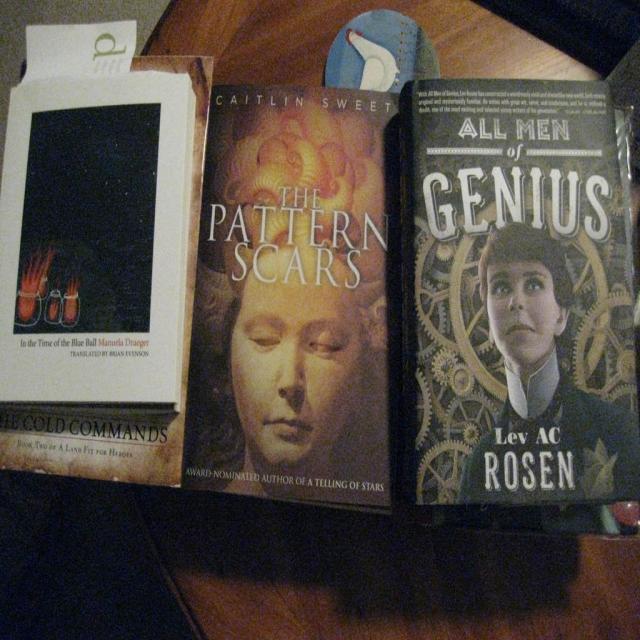 In the Time of the Blue Ball Manuela Draeger
TRANSLATED BY BRIAN EVENSON
THE COLD COMMANDS
BOOK TWO OF A LAND FIT FOR HEROES
CAITLIN SWEET
THE
PATTERN
SCARS
AWARD-NOMINATED AUTHOR OF A TELLING OF STARS
ALL MEN
of
GENIUS
Lev AC
ROSEN